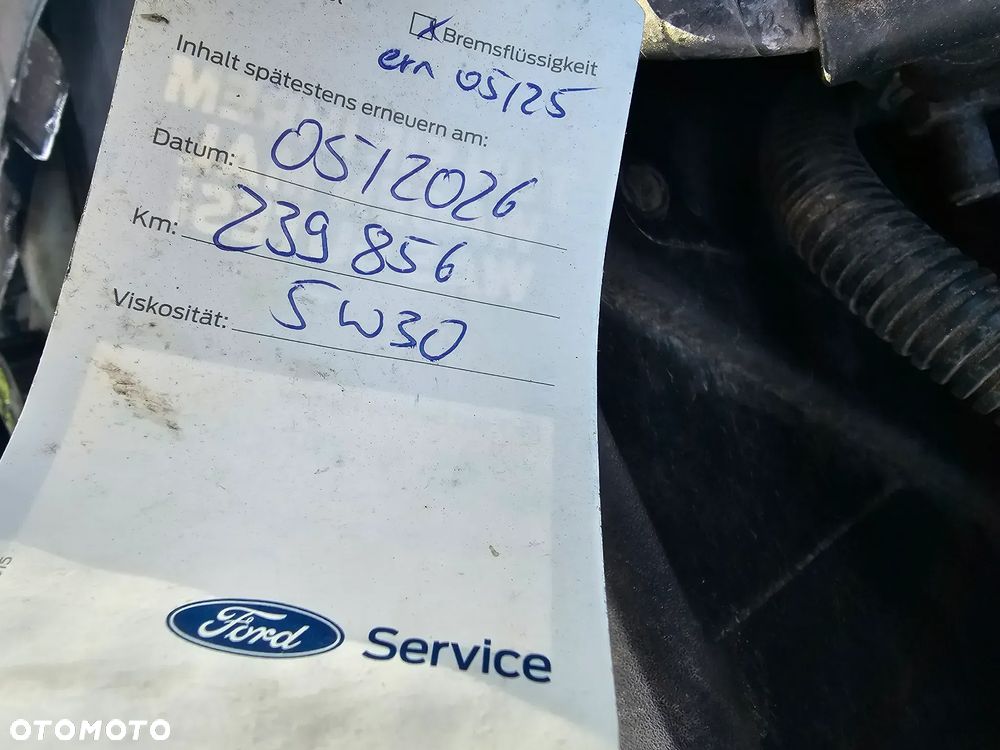 Bremsflüssigkeit
ern 05/25
Inhalt spätestens erneuern am:
Datum: 05/2026
Km: 239 856
Viskosität: 5W30
Ford Service
OTOMOTO